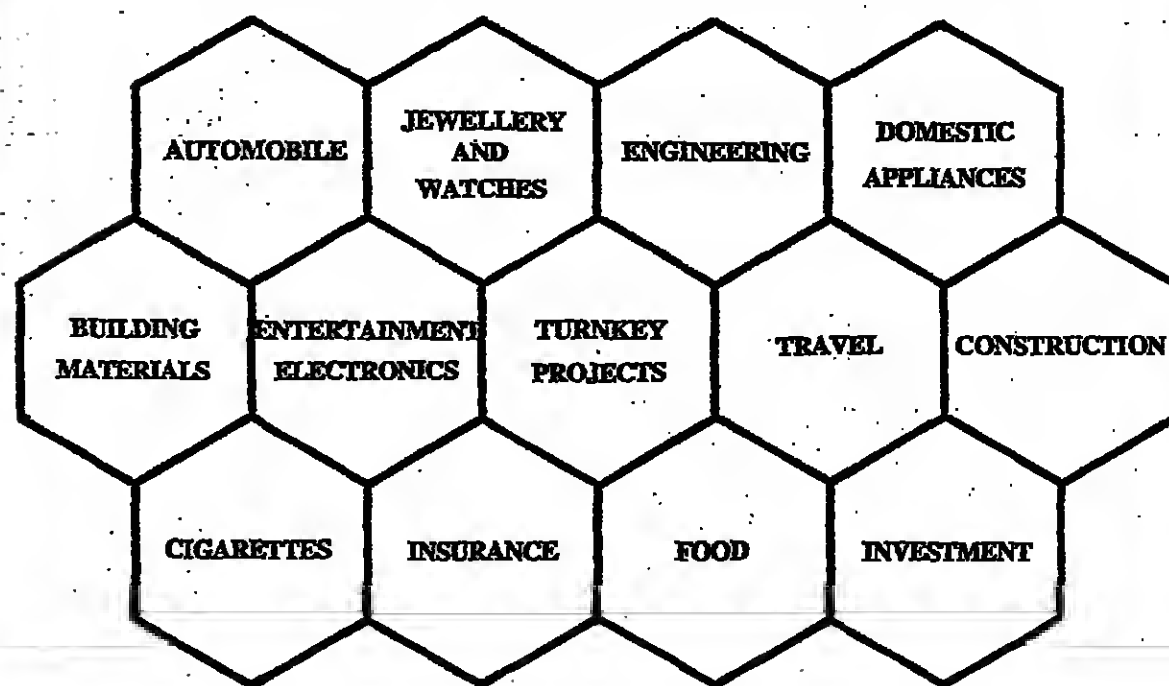 AUTOMOBILE
JEWELLERY
AND
WATCHES
ENGINEERING
DOMESTIC
APPLIANCES
BUILDING
MATERIALS
ENTERTAINMENT
ELECTRONICS
TURNKEY
PROJECTS
TRAVEL
CONSTRUCTION
CIGARETTES
INSURANCE
FOOD
INVESTMENT